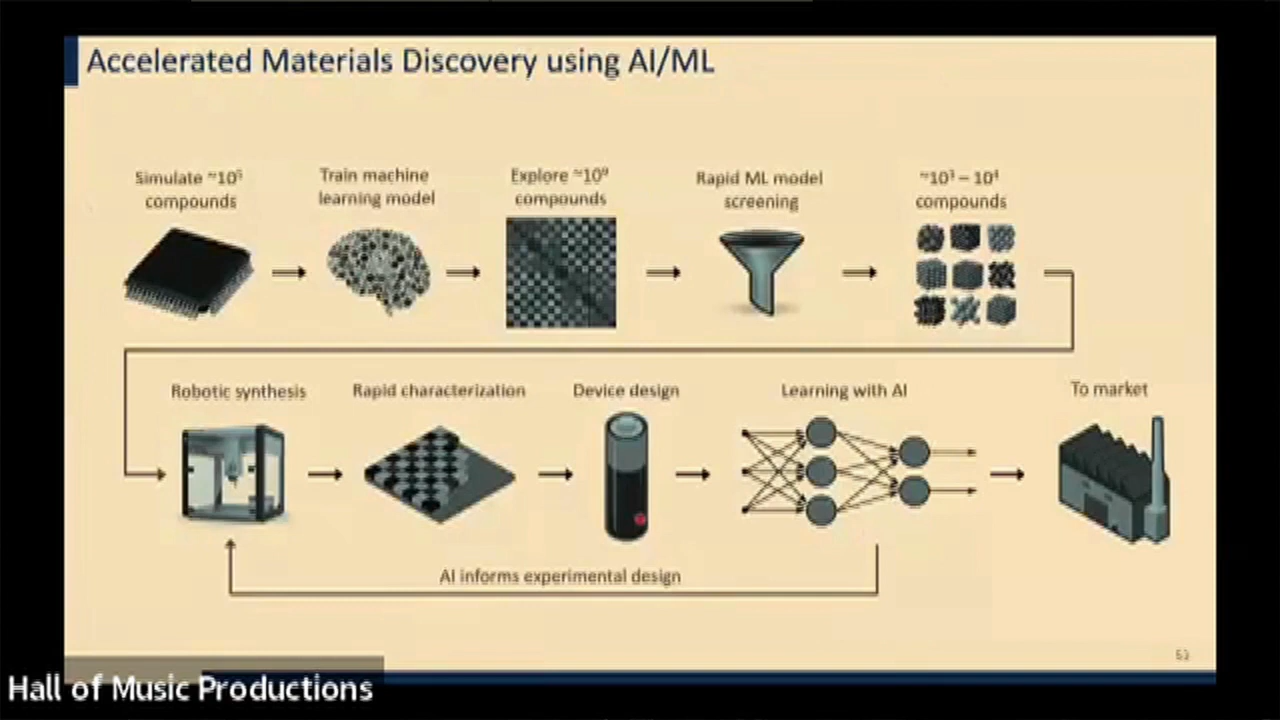 Accelerated Materials Discovery using AI/ML
Simulate ~10⁵
compounds
Train machine
learning model
Explore ~10⁹
compounds
Rapid ML model
screening
~10³ – 10⁴
compounds
Robotic synthesis
Rapid characterization
Device design
Learning with AI
To market
AI informs experimental design
Hall of Music Productions